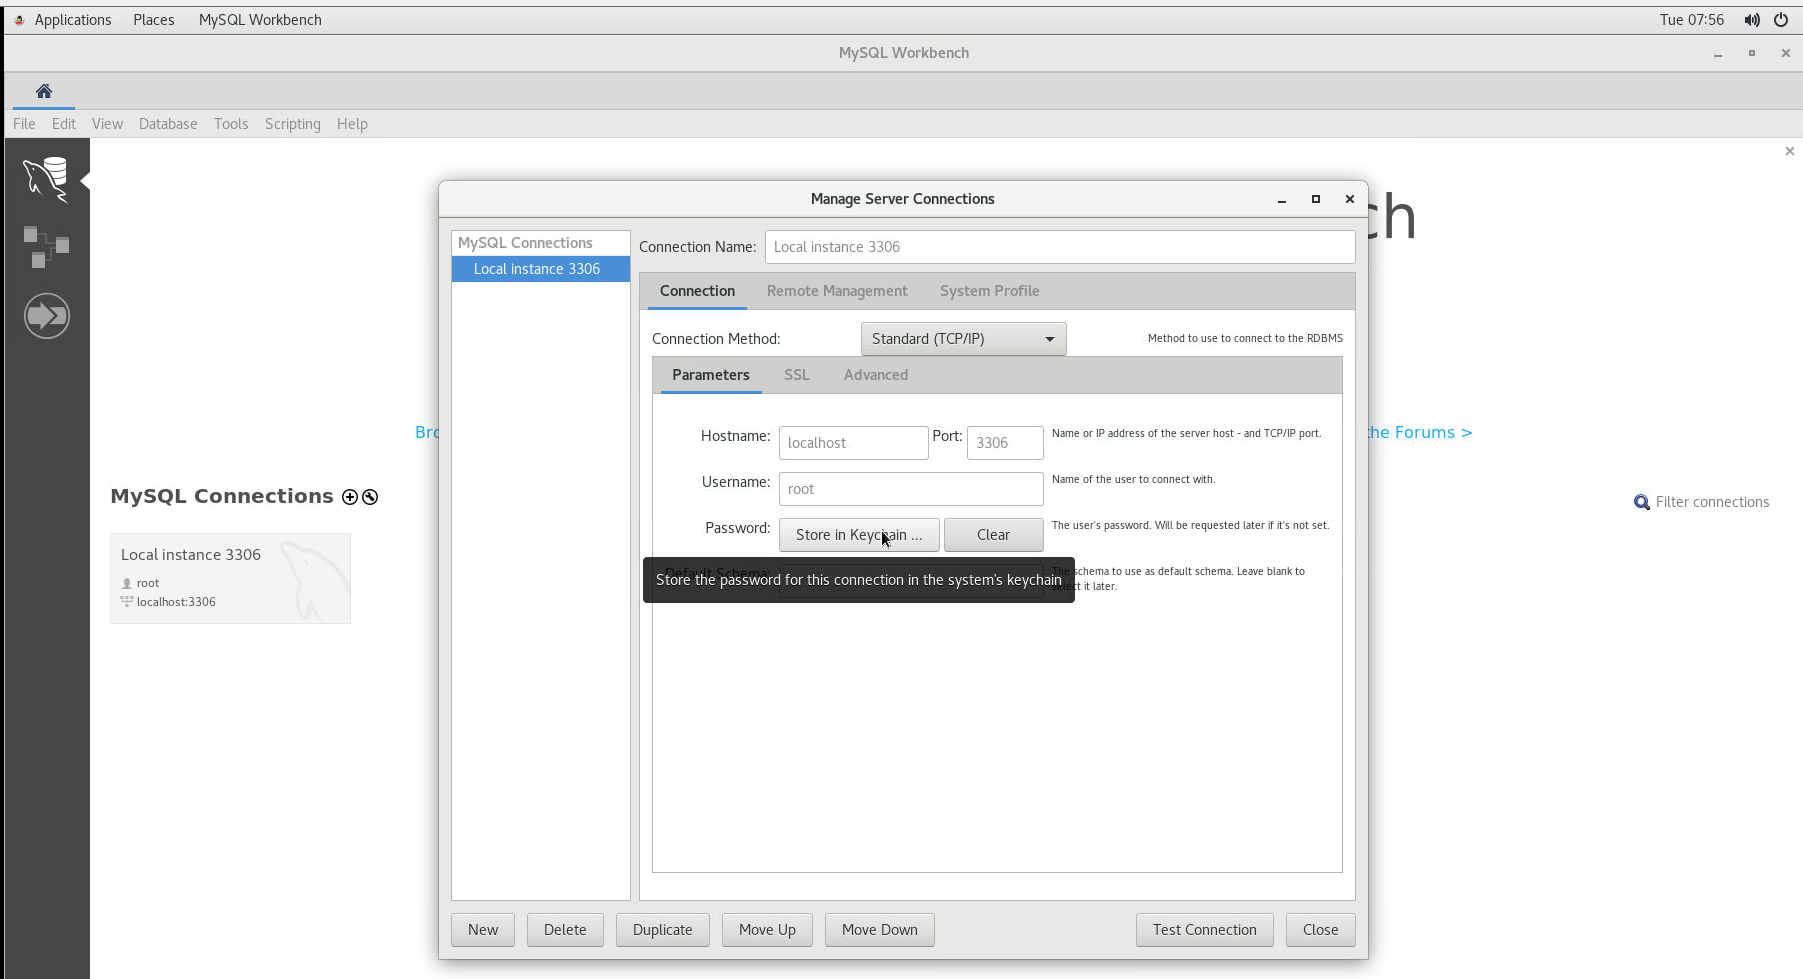 Applications Places MySQL Workbench Tue 07:56
MySQL Workbench
File Edit View Database Tools Scripting Help
ch
Manage Server Connections
MySQL Connections
Local instance 3306
Connection Name: Local instance 3306
Connection Remote Management System Profile
Connection Method: Standard (TCP/IP) Method to use to connect to the RDBMS
Parameters SSL Advanced
Hostname: localhost Port: 3306 Name or IP address of the server host - and TCP/IP port.
Username: root Name of the user to connect with.
Password: Store in Keychain ... Clear The user's password. Will be requested later if it's not set.
Default Schema: The schema to use as default schema. Leave blank to
select it later.
Store the password for this connection in the system's keychain
Bro
the Forums >
MySQL Connections
Filter connections
Local instance 3306
root
localhost:3306
New Delete Duplicate Move Up Move Down Test Connection Close